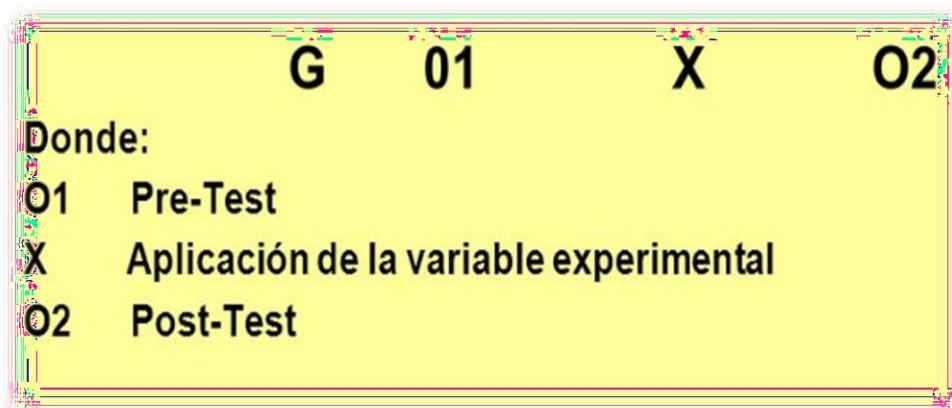 G 01 X O2
Donde:
O1 Pre-Test
X Aplicación de la variable experimental
O2 Post-Test